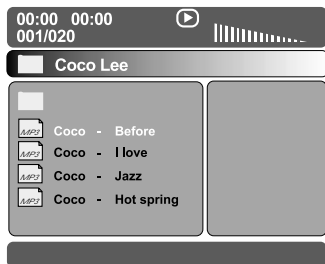 00:00 00:00
001/020
Coco Lee
MP3 Coco - Before
MP3 Coco - I love
MP3 Coco - Jazz
MP3 Coco - Hot spring